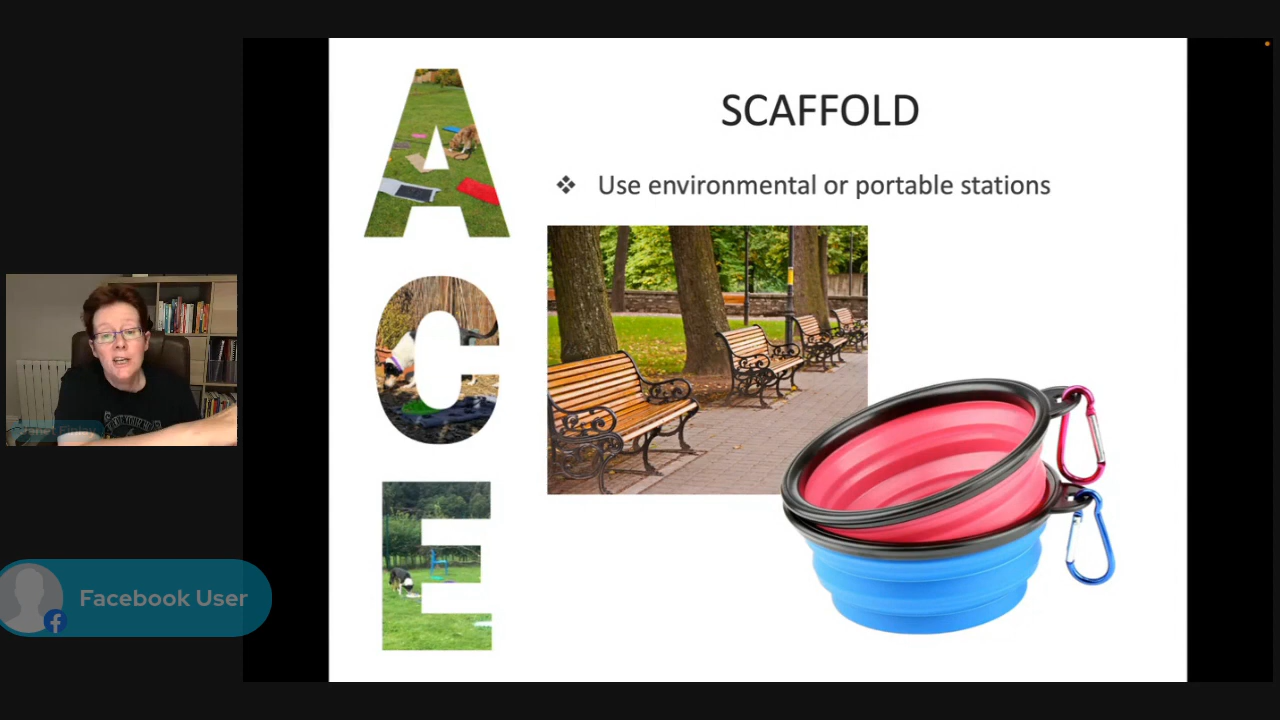 SCAFFOLD
❖ Use environmental or portable stations
A
C
E
Facebook User